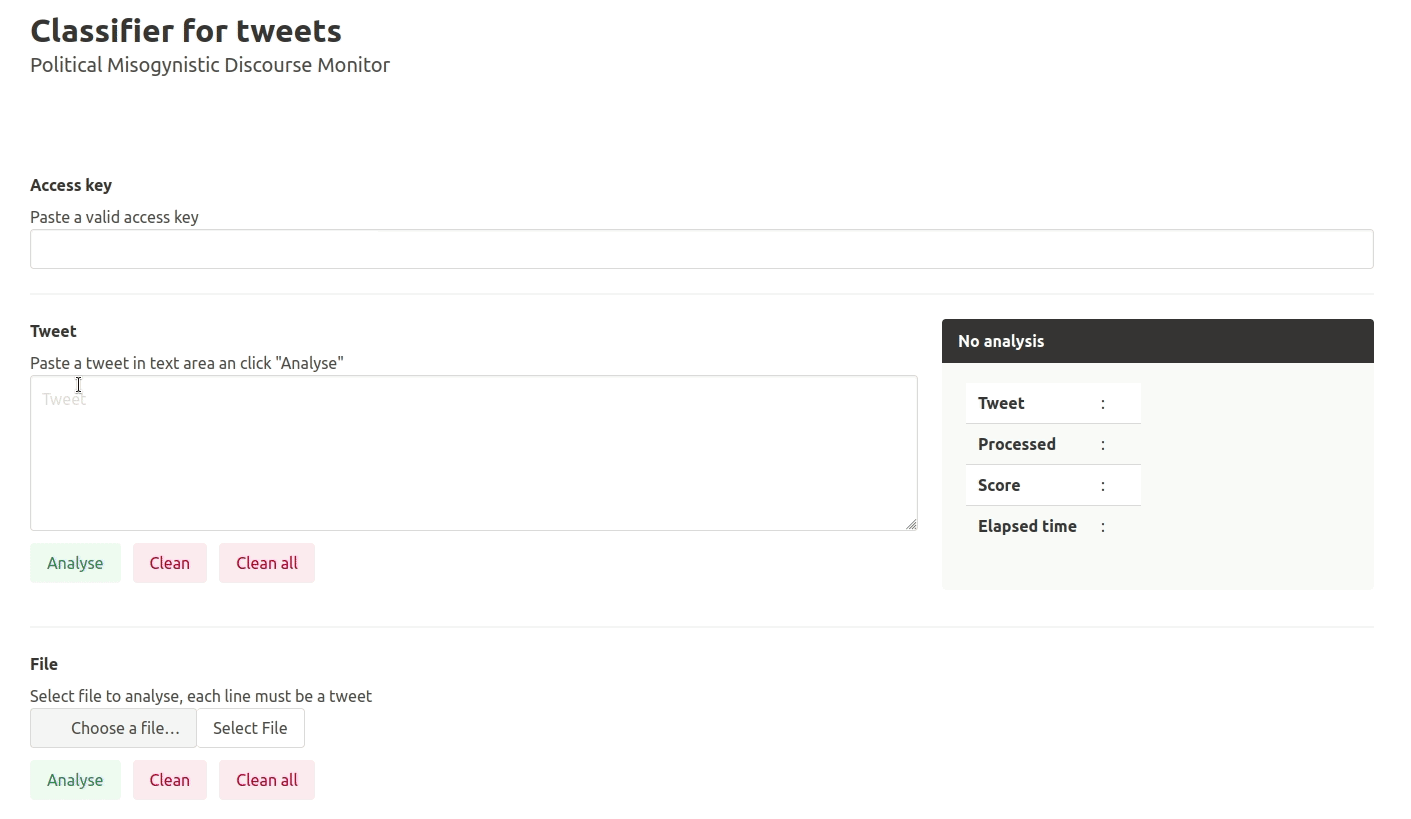 Classifier for tweets
Political Misogynistic Discourse Monitor
Access key
Paste a valid access key
Tweet
Paste a tweet in text area an click "Analyse"
Tweet
Analyse Clean Clean all
No analysis
Tweet :
Processed :
Score :
Elapsed time :
File
Select file to analyse, each line must be a tweet
Choose a file... Select File
Analyse Clean Clean all